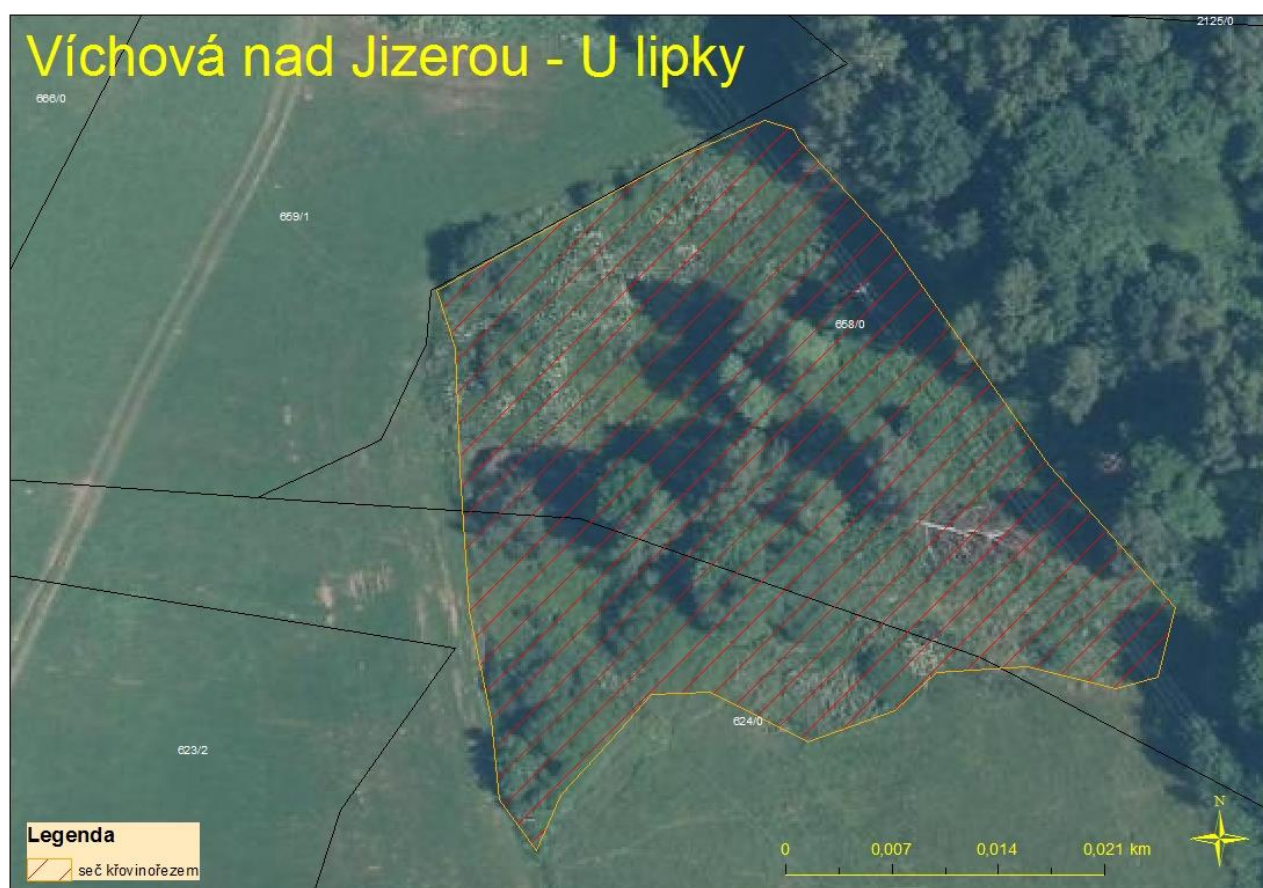 Víchová nad Jizerou - U lipky
2125/0
666/0
659/1
658/0
624/0
623/2
N
Legenda
seč křovinořezem
0 0,007 0,014 0,021 km